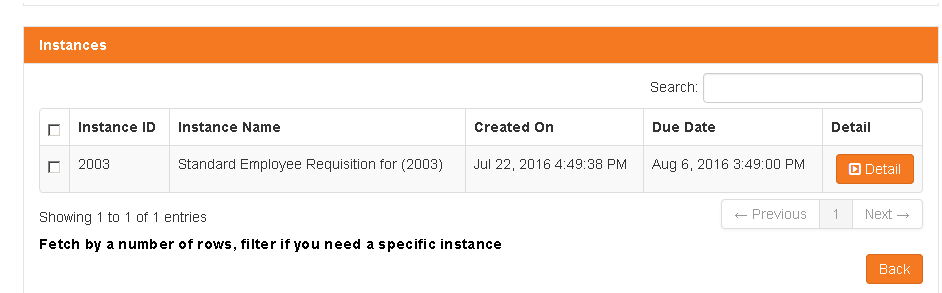 Instances
Search:
Instance ID Instance Name Created On Due Date Detail
2003 Standard Employee Requisition for (2003) Jul 22, 2016 4:49:38 PM Aug 6, 2016 3:49:00 PM Detail
Showing 1 to 1 of 1 entries ← Previous 1 Next →
Fetch by a number of rows, filter if you need a specific instance
Back